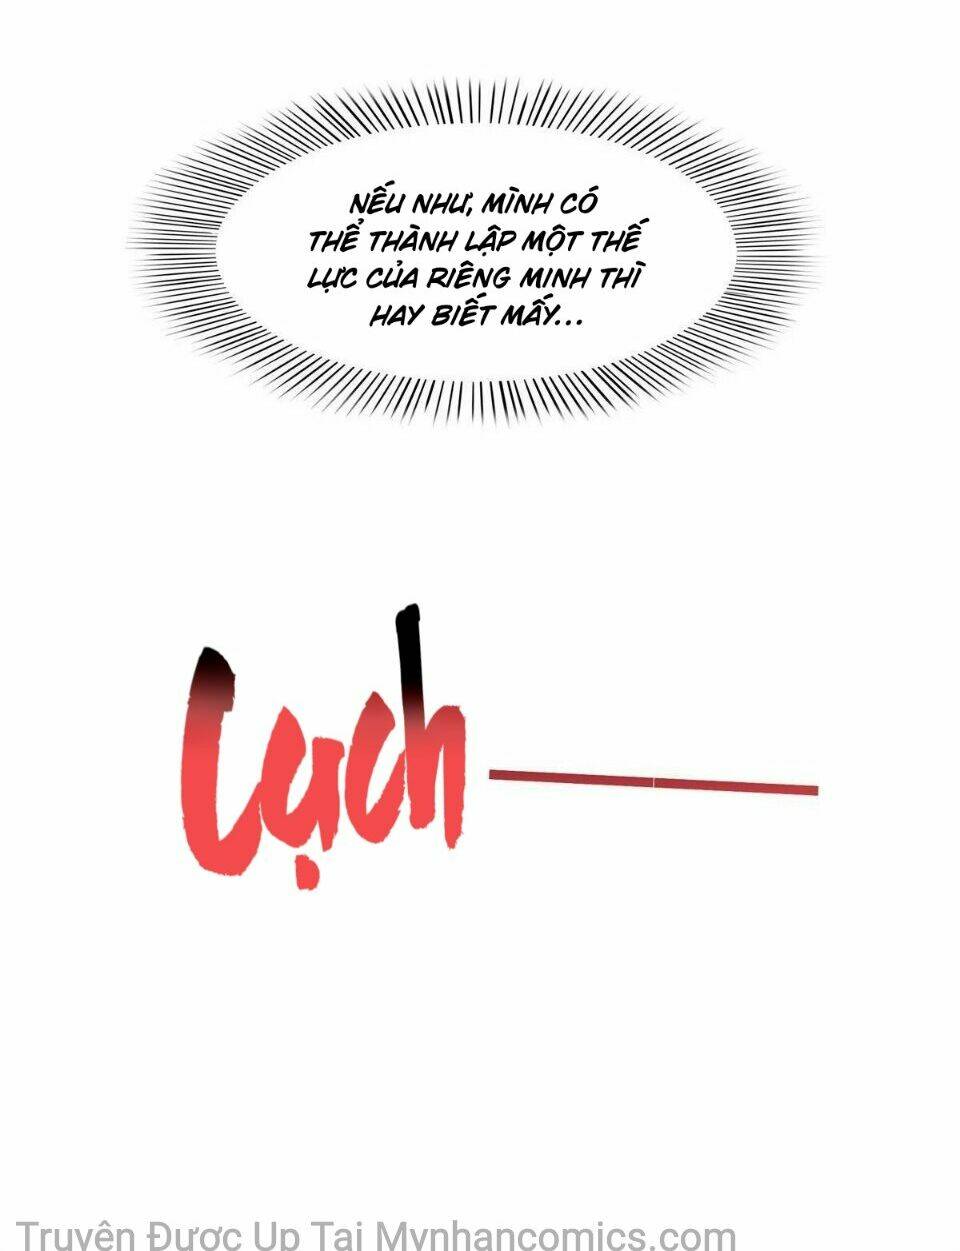 NẾU NHƯ, MÌNH CÓ
THỂ THÀNH LẬP MỘT THẾ
LỰC CỦA RIÊNG MINH THÌ
HAY BIẾT MẤY...
Lạch
Truyện Được Up Tại Mynhancomics.com